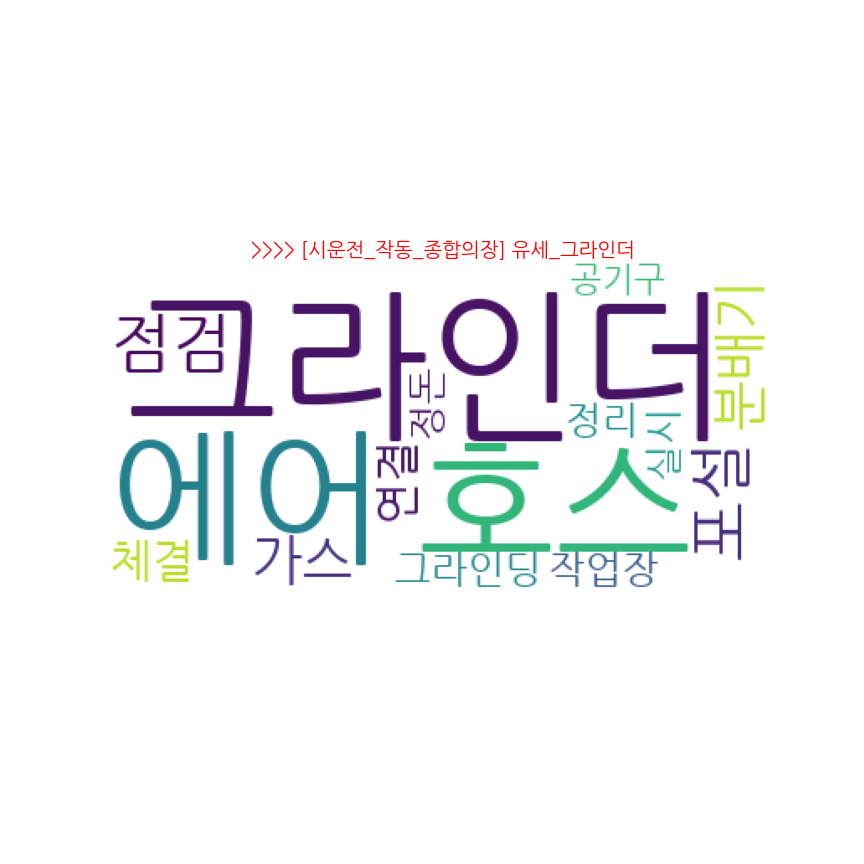 >>>> [시운전_작동_종합의장] 유세_그라인더
공기구
그라인더
점검
분배기
정돈
정리
실시
에어
호스
연결
포설
체결
가스
그라인딩
작업장